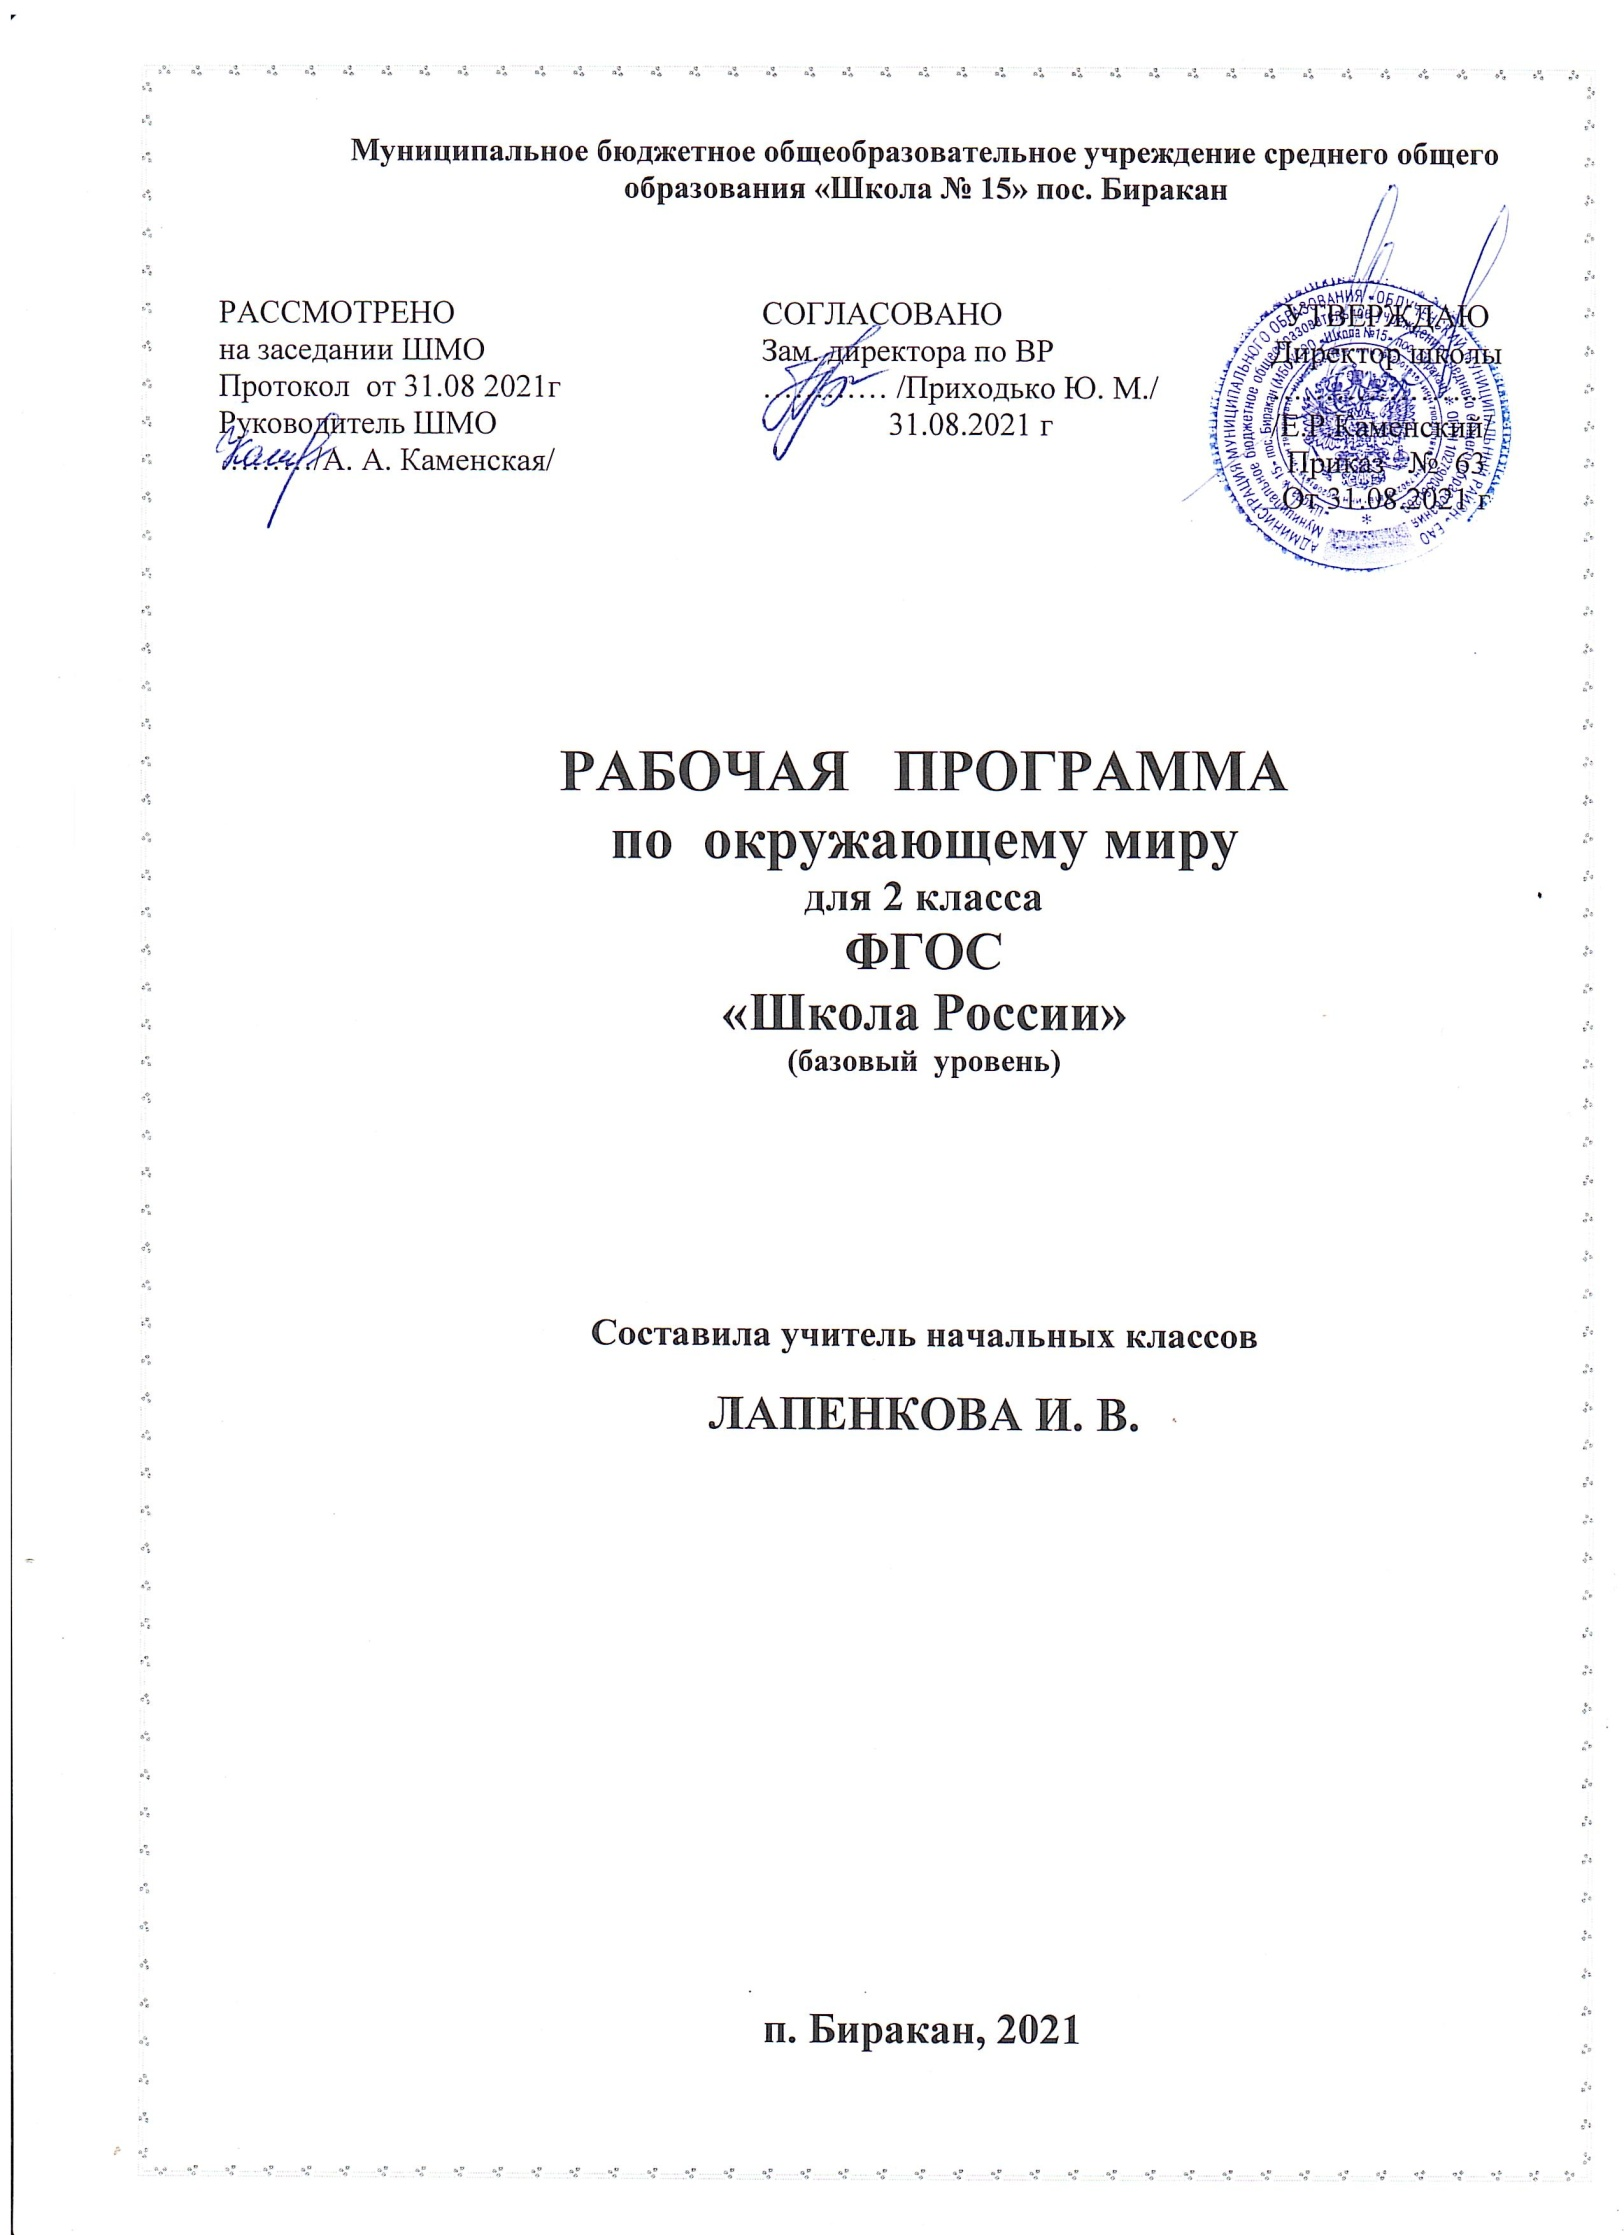 Муниципальное бюджетное общеобразовательное учреждение среднего общего
образования «Школа № 15» пос. Биракан
РАССМОТРЕНО
на заседании ШМО
Протокол от 31.08 2021г
Руководитель ШМО
/А. А. Каменская/
СОГЛАСОВАНО
Зам. директора по ВР
………… /Приходько Ю. М./
31.08.2021 г
УТВЕРЖДАЮ
Директор школы
/Е.Р.Каменский/
Приказ № 63
От 31.08.2021 г
РАБОЧАЯ ПРОГРАММА
по окружающему миру
для 2 класса
ФГОС
«Школа России»
(базовый уровень)
Составила учитель начальных классов
ЛАПЕНКОВА И. В.
п. Биракан, 2021